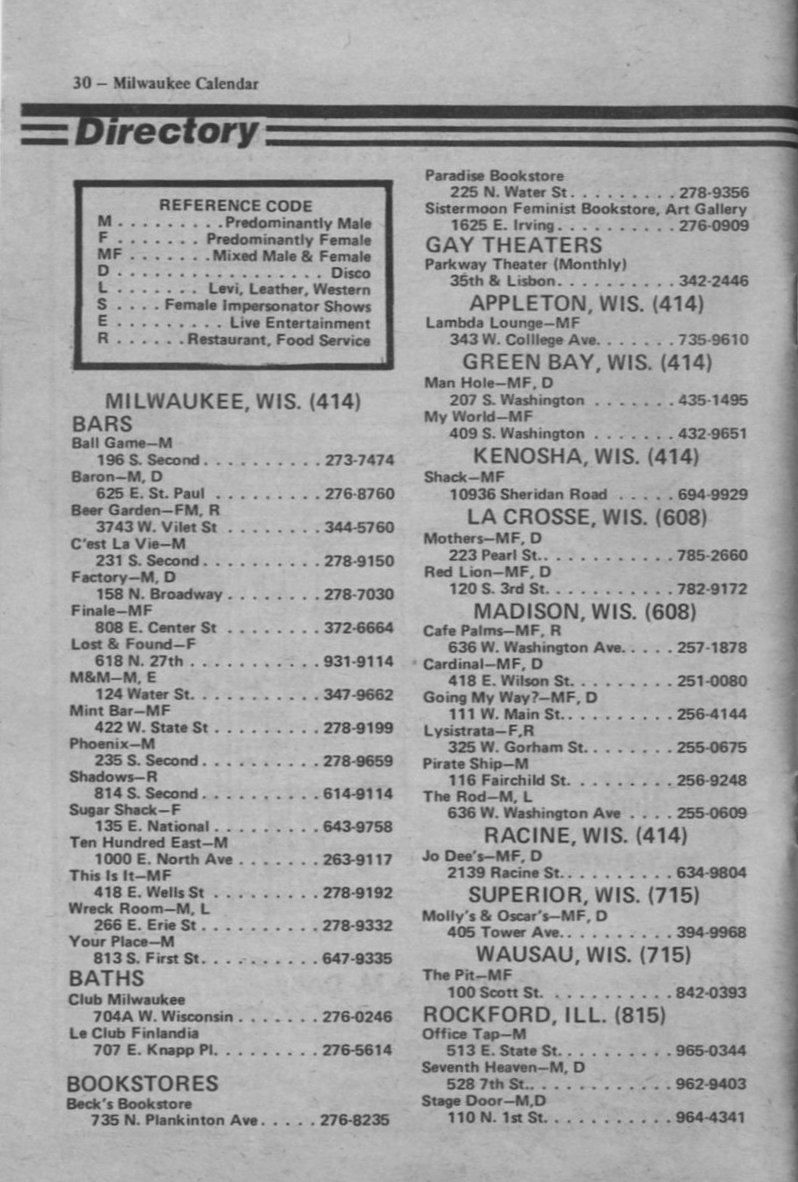 30 – Milwaukee Calendar
Directory
REFERENCE CODE
M . . . . . . . . . Predominantly Male
F . . . . . . . Predominantly Female
MF . . . . . . . Mixed Male & Female
D . . . . . . . . . . . . . . . . . Disco
L . . . . . . . Levi, Leather, Western
S . . . . Female Impersonator Shows
E . . . . . . . . . Live Entertainment
R . . . . . . Restaurant, Food Service
MILWAUKEE, WIS. (414)
BARS
Ball Game—M
196 S. Second . . . . . . . . . . 273-7474
Baron—M, D
625 E. St. Paul . . . . . . . . . 276-8760
Beer Garden—FM, R
3743 W. Vilet St . . . . . . . . 344-5760
C'est La Vie—M
231 S. Second . . . . . . . . . . 278-9150
Factory—M, D
158 N. Broadway . . . . . . . . 278-7030
Finale—MF
808 E. Center St . . . . . . . . 372-6664
Lost & Found—F
618 N. 27th . . . . . . . . . . . 931-9114
M&M—M, E
124 Water St. . . . . . . . . . . 347-9662
Mint Bar—MF
422 W. State St . . . . . . . . . 278-9199
Phoenix—M
235 S. Second . . . . . . . . . . 278-9659
Shadows—R
814 S. Second . . . . . . . . . . 614-9114
Sugar Shack—F
135 E. National . . . . . . . . . 643-9758
Ten Hundred East—M
1000 E. North Ave . . . . . . . 263-9117
This Is It—MF
418 E. Wells St . . . . . . . . . 278-9192
Wreck Room—M, L
266 E. Erie St . . . . . . . . . . 278-9332
Your Place—M
813 S. First St. . . . . . . . . . 647-9335
BATHS
Club Milwaukee
704A W. Wisconsin . . . . . . . 276-0246
Le Club Finlandia
707 E. Knapp Pl. . . . . . . . . 276-5614
BOOKSTORES
Beck's Bookstore
735 N. Plankinton Ave . . . . . 276-8235
Paradise Bookstore
225 N. Water St . . . . . . . . . 278-9356
Sistermoon Feminist Bookstore, Art Gallery
1625 E. Irving . . . . . . . . . . 276-0909
GAY THEATERS
Parkway Theater (Monthly)
35th & Lisbon . . . . . . . . . . 342-2446
APPLETON, WIS. (414)
Lambda Lounge—MF
343 W. Colllege Ave. . . . . . . 735-9610
GREEN BAY, WIS. (414)
Man Hole—MF, D
207 S. Washington . . . . . . . 435-1495
My World—MF
409 S. Washington . . . . . . . 432-9651
KENOSHA, WIS. (414)
Shack—MF
10936 Sheridan Road . . . . . 694-9929
LA CROSSE, WIS. (608)
Mothers—MF, D
223 Pearl St. . . . . . . . . . . . 785-2660
Red Lion—MF, D
120 S. 3rd St. . . . . . . . . . . 782-9172
MADISON, WIS. (608)
Cafe Palms—MF, R
636 W. Washington Ave. . . . . 257-1878
Cardinal—MF, D
418 E. Wilson St. . . . . . . . . 251-0080
Going My Way?—MF, D
111 W. Main St. . . . . . . . . . 256-4144
Lysistrata—F,R
325 W. Gorham St. . . . . . . . 255-0675
Pirate Ship—M
116 Fairchild St. . . . . . . . . 256-9248
The Rod—M, L
636 W. Washington Ave . . . . 255-0609
RACINE, WIS. (414)
Jo Dee's—MF, D
2139 Racine St. . . . . . . . . . 634-9804
SUPERIOR, WIS. (715)
Molly's & Oscar's—MF, D
405 Tower Ave. . . . . . . . . . 394-9968
WAUSAU, WIS. (715)
The Pit—MF
100 Scott St. . . . . . . . . . . 842-0393
ROCKFORD, ILL. (815)
Office Tap—M
513 E. State St. . . . . . . . . . 965-0344
Seventh Heaven—M, D
528 7th St. . . . . . . . . . . . . 962-9403
Stage Door—M,D
110 N. 1st St. . . . . . . . . . . 964-4341